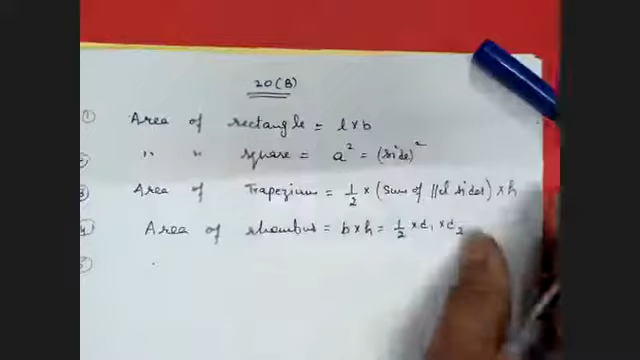 20(B)
① Area of rectangle = l × b
② " " square = a² = (side)²
③ Area of Trapezium = 1/2 × (Sum of ||el sides) × h
④ Area of rhombus = b × h = 1/2 × d₁ × d₂
⑤